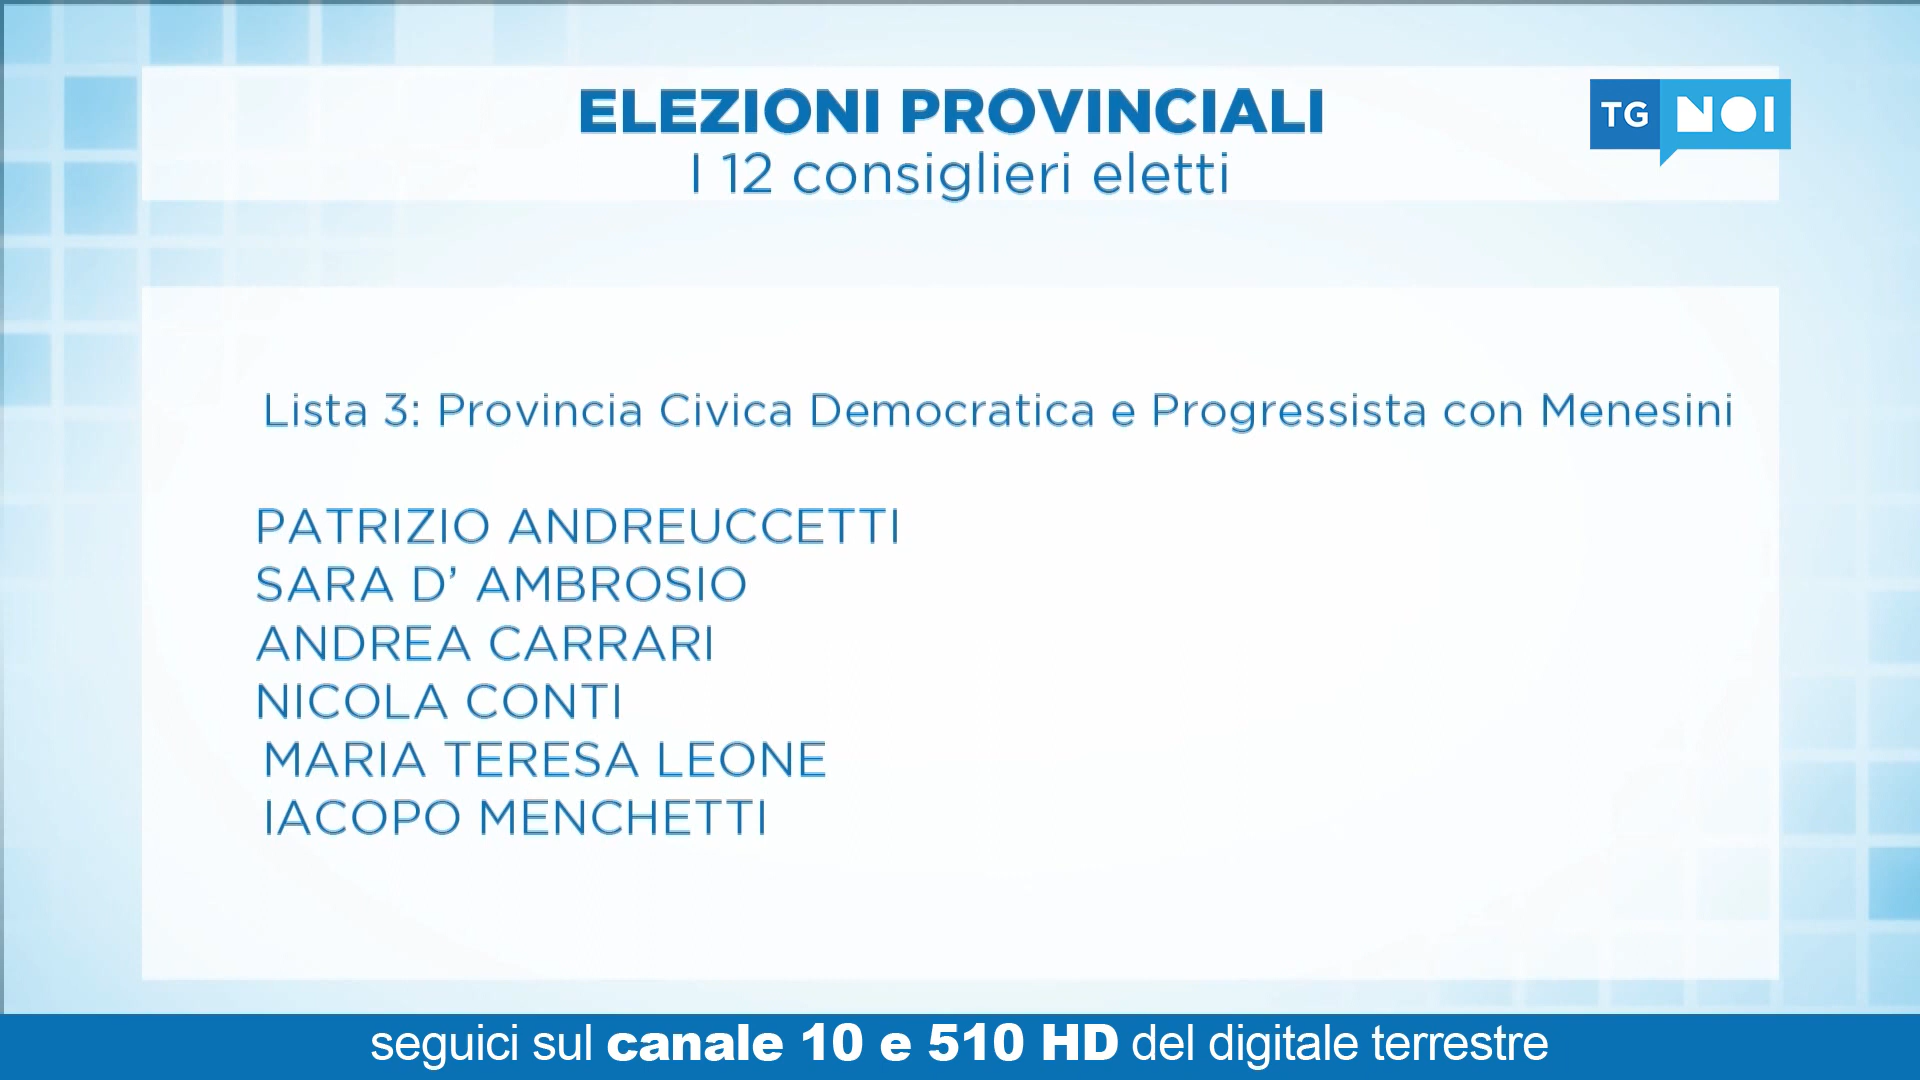 ELEZIONI PROVINCIALI
TG NOI
I 12 consiglieri eletti
Lista 3: Provincia Civica Democratica e Progressista con Menesini
PATRIZIO ANDREUCCETTI
SARA D’ AMBROSIO
ANDREA CARRARI
NICOLA CONTI
MARIA TERESA LEONE
IACOPO MENCHETTI
seguici sul canale 10 e 510 HD del digitale terrestre